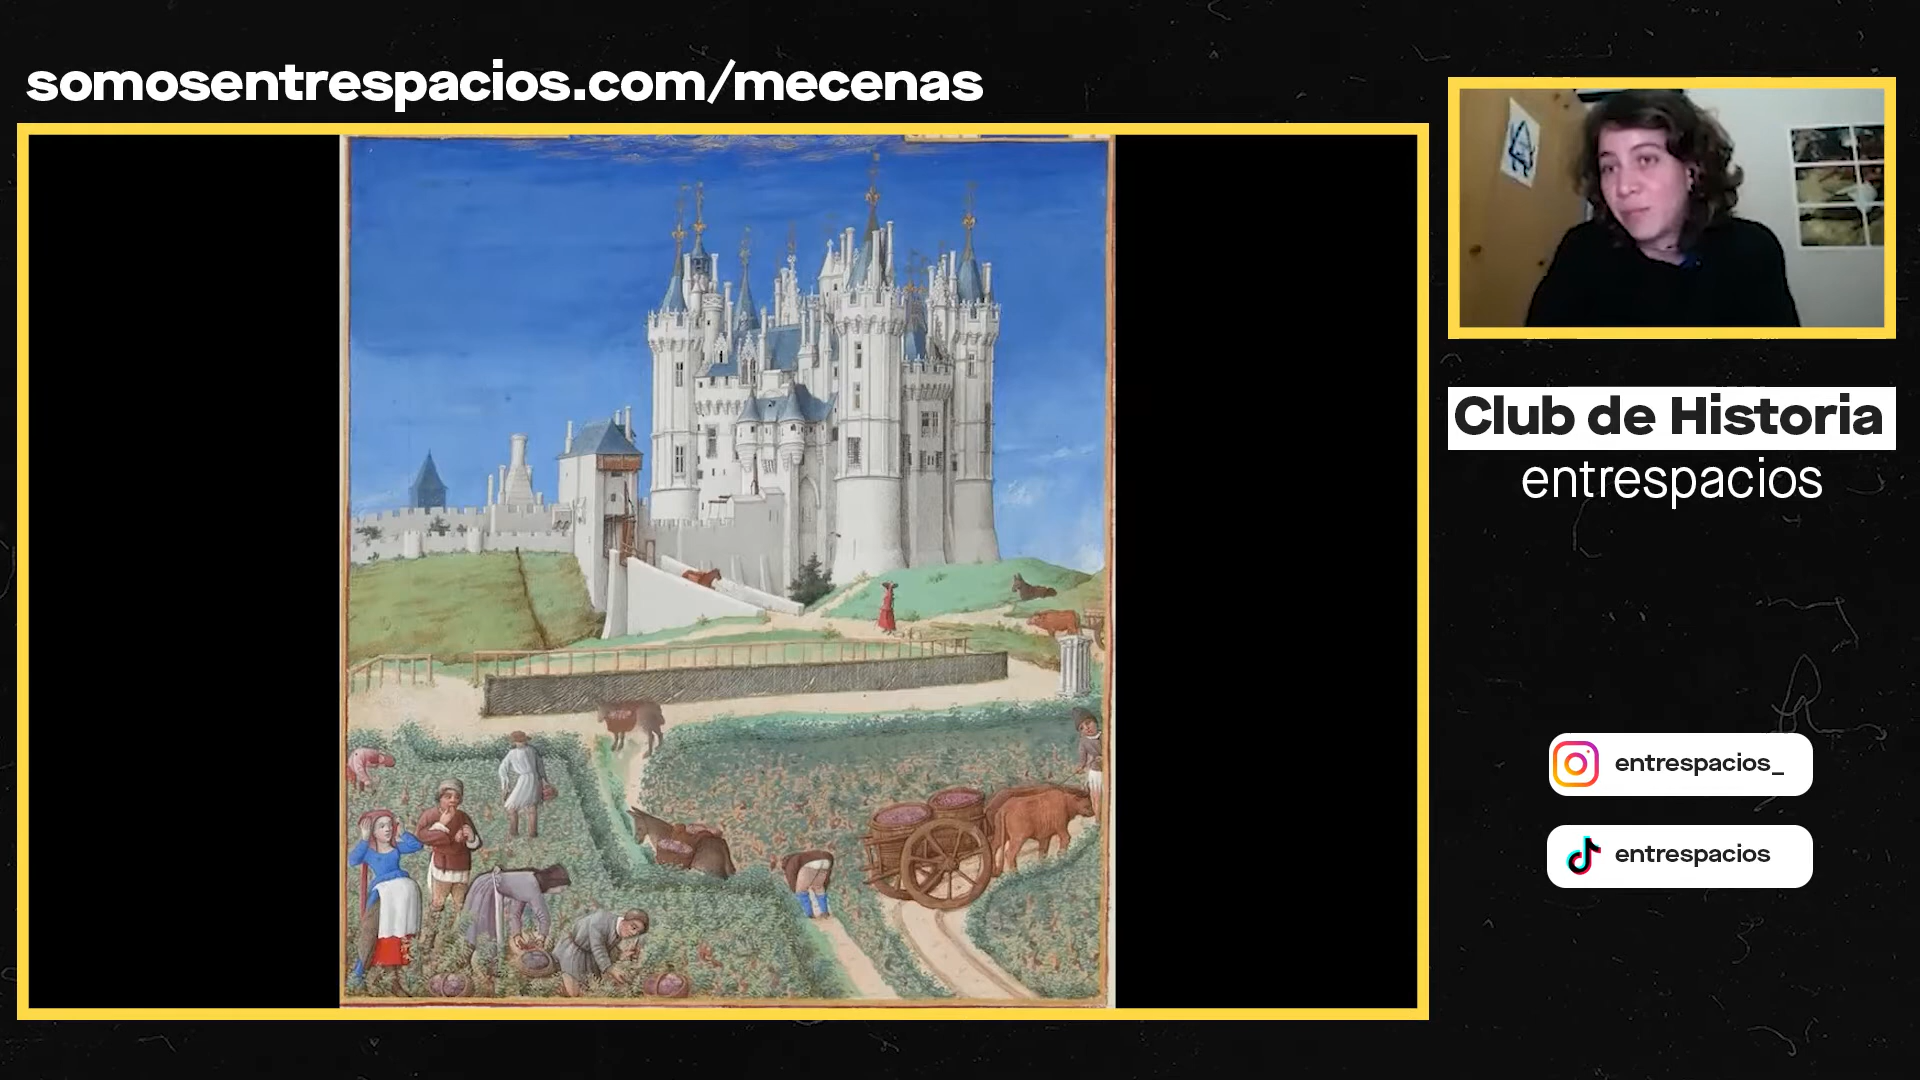 somosentrespacios.com/mecenas
Club de Historia
entrespacios
entrespacios_
entrespacios